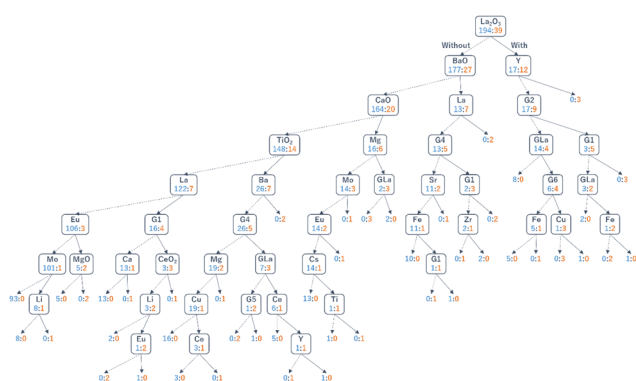 La₂O₃
194:39
Without With
BaO Y
177:27 17:12
CaO La G2 0:3
164:20 13:7 17:9
TiO₂ Mg G4 0:2 GLa G1
148:14 16:6 13:5 14:4 3:5
La Ba Mo GLa Sr G1 8:0 G6 GLa 0:3
122:7 26:7 14:3 2:3 11:2 2:3 6:4 3:2
Eu G1 G4 0:2 Eu 0:1 0:3 2:0 Fe 0:1 Zr 0:2 Fe Cu 2:0 Fe
106:3 16:4 26:5 14:2 11:1 2:1 5:1 1:3 1:2
Mo MgO Ca CeO₂ Mg GLa Cs 0:1 10:0 G1 0:1 2:0 5:0 0:1 0:3 1:0 0:2 1:0
101:1 5:2 13:1 3:3 19:2 7:3 14:1 1:1
93:0 Li 5:0 0:2 13:0 0:1 Li 0:1 Cu 0:1 G5 Ca 13:0 Ti 0:1 1:0
8:1 3:2 19:1 1:2 6:1 1:1
8:0 0:1 2:0 Eu 16:0 Ce 0:2 1:0 5:0 Y 1:0 0:1
1:2 3:1 1:1
0:2 1:0 3:0 0:1 0:1 1:0